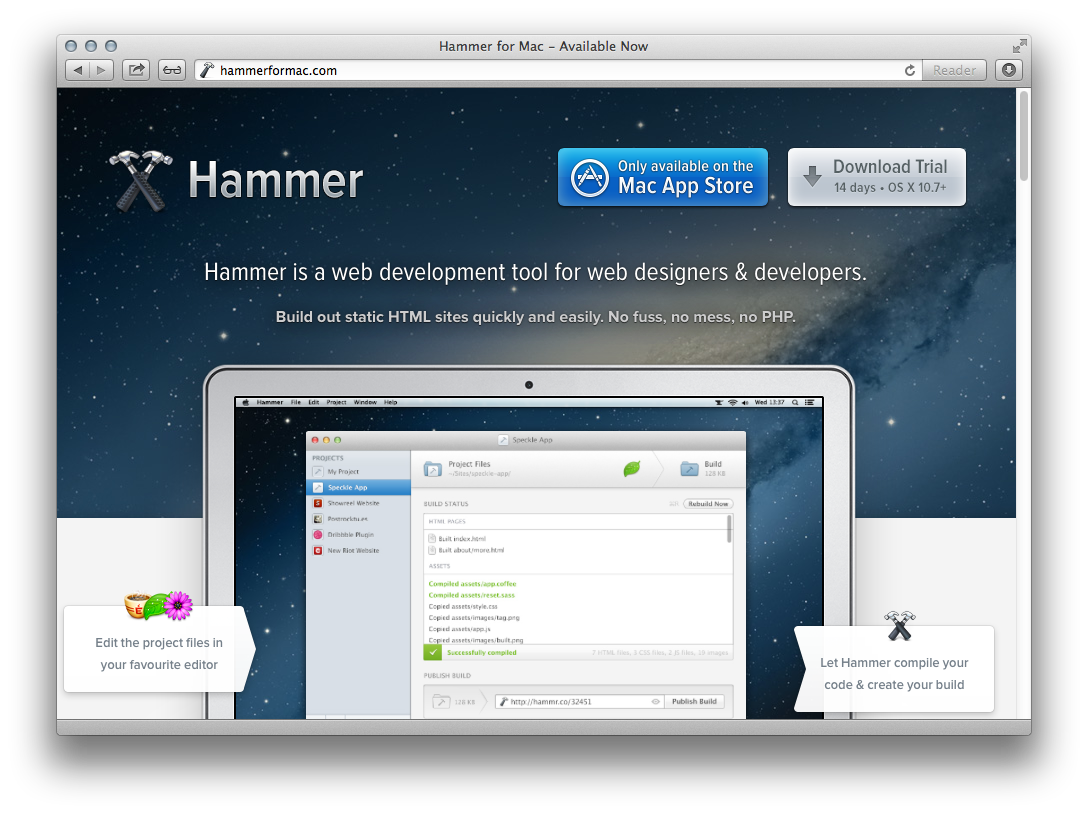 Hammer for Mac – Available Now
hammerformac.com
Reader
Hammer
Only available on the
Mac App Store
Download Trial
14 days • OS X 10.7+
Hammer is a web development tool for web designers & developers.
Build out static HTML sites quickly and easily. No fuss, no mess, no PHP.
Hammer File Edit Project Window Help
Wed 13:37
Speckle App
PROJECTS
My Project
Speckle App
Showreel Website
Dribbble Plugin
New Riot Website
Project Files
~/Sites/speckle-app/
Build
128 KB
BUILD STATUS
Rebuild Now
HTML PAGES
Built index.html
Built about/more.html
ASSETS
Compiled assets/app.coffee
Compiled assets/reset.sass
Copied assets/style.css
Copied assets/images/tag.png
Copied assets/app.js
Copied assets/images/built.png
Successfully compiled
7 HTML files, 3 CSS files, 2 JS files, 19 images
PUBLISH BUILD
128 KB
http://hammr.co/32451
Publish Build
Edit the project files in
your favourite editor
Let Hammer compile your
code & create your build